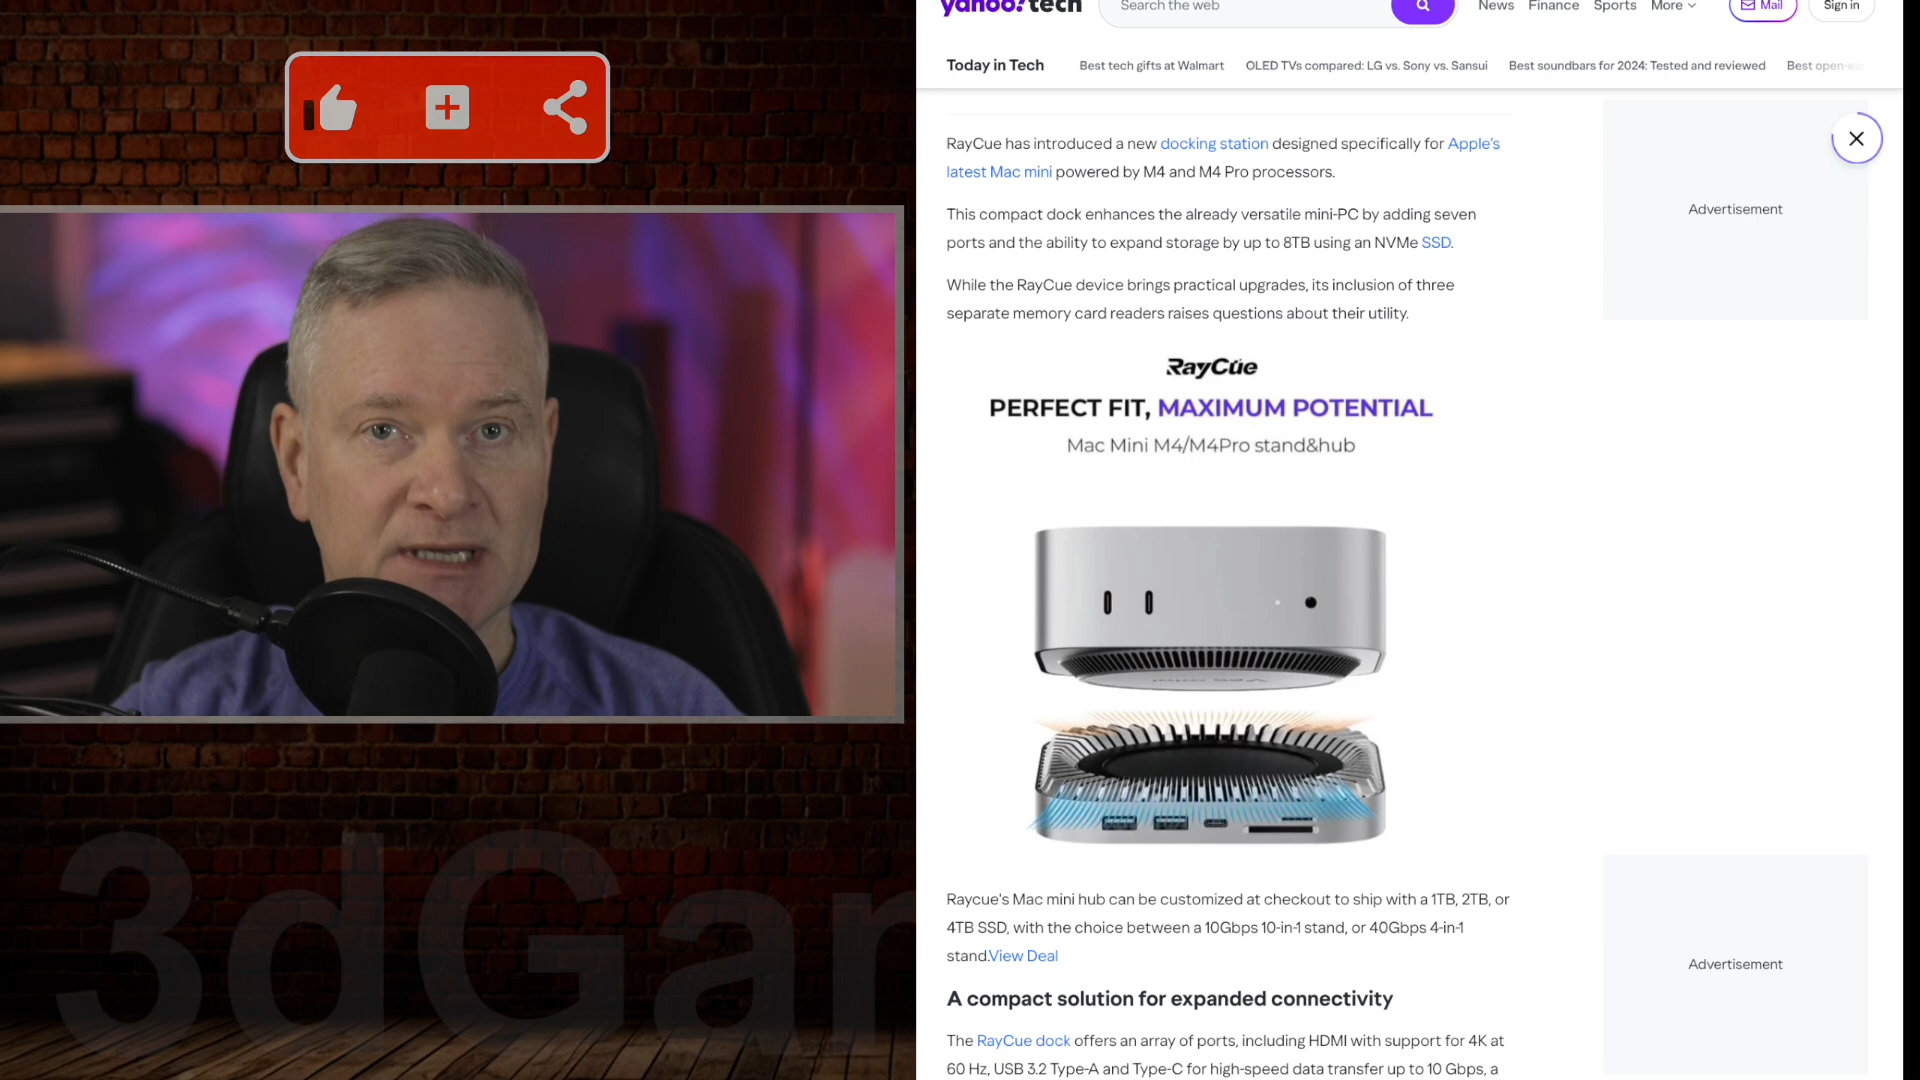 yahoo!tech
Search the web
News
Finance
Sports
More
Mail
Sign in
Today in Tech
Best tech gifts at Walmart
OLED TVs compared: LG vs. Sony vs. Sansui
Best soundbars for 2024: Tested and reviewed
Best open-ea
RayCue has introduced a new docking station designed specifically for Apple's
latest Mac mini powered by M4 and M4 Pro processors.
This compact dock enhances the already versatile mini-PC by adding seven
ports and the ability to expand storage by up to 8TB using an NVMe SSD.
While the RayCue device brings practical upgrades, its inclusion of three
separate memory card readers raises questions about their utility.
Advertisement
RayCue
PERFECT FIT, MAXIMUM POTENTIAL
Mac Mini M4/M4Pro stand&hub
Raycue's Mac mini hub can be customized at checkout to ship with a 1TB, 2TB, or
4TB SSD, with the choice between a 10Gbps 10-in-1 stand, or 40Gbps 4-in-1
stand.View Deal
Advertisement
A compact solution for expanded connectivity
The RayCue dock offers an array of ports, including HDMI with support for 4K at
60 Hz, USB 3.2 Type-A and Type-C for high-speed data transfer up to 10 Gbps, a
3dGam